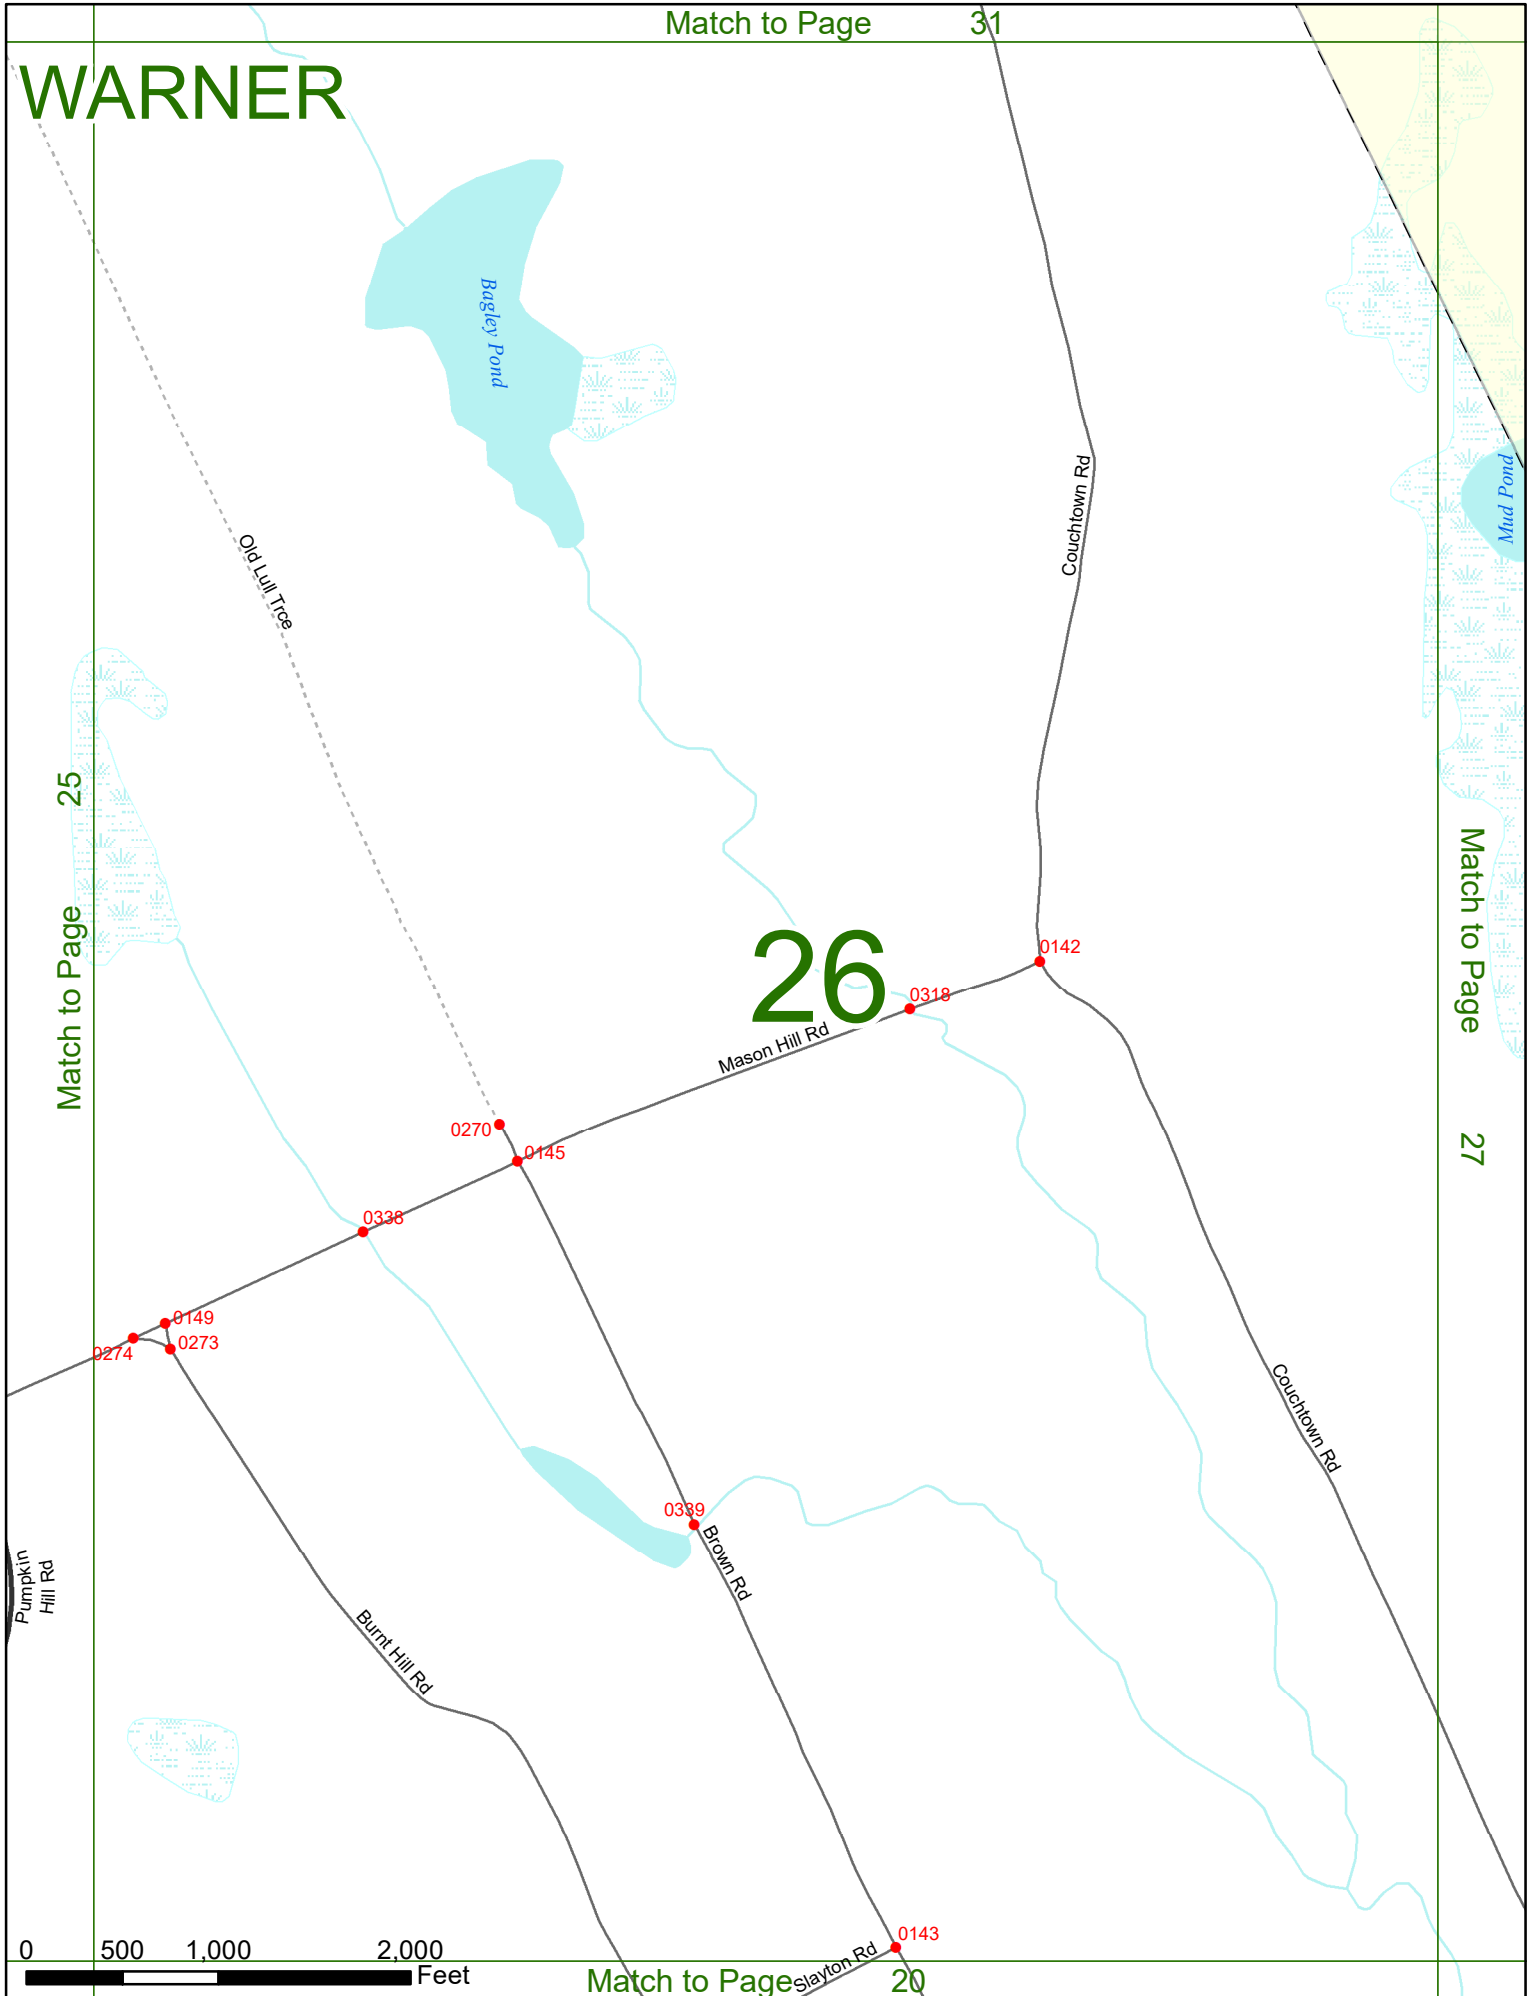 Match to Page 31
WARNER
Bagley Pond
Couchtown Rd
Mud Pond
Old Lull Trce
Match to Page 25
Match to Page 27
26
0142
0318
Mason Hill Rd
0270
0145
0338
0149
0273
0274
Couchtown Rd
0339
Brown Rd
Pumpkin
Hill Rd
Burnt Hill Rd
0143
Slayton Rd
0 500 1,000 2,000
Feet
Match to Page 20